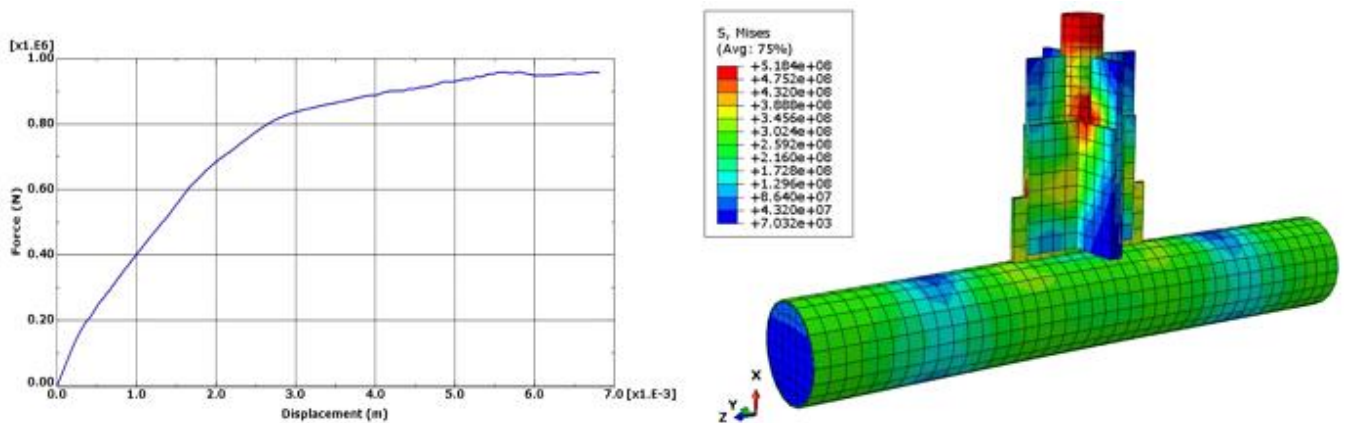 [x1.E6]
1.00
0.80
0.60
0.40
0.20
0.00
Force (N)
0.0 1.0 2.0 3.0 4.0 5.0 6.0 7.0 [x1.E-3]
Displacement (m)
S, Mises
(Avg: 75%)
+5.184e+08
+4.752e+08
+4.320e+08
+3.888e+08
+3.456e+08
+3.024e+08
+2.592e+08
+2.160e+08
+1.728e+08
+1.296e+08
+8.640e+07
+4.320e+07
+7.032e+03
X
Y
Z